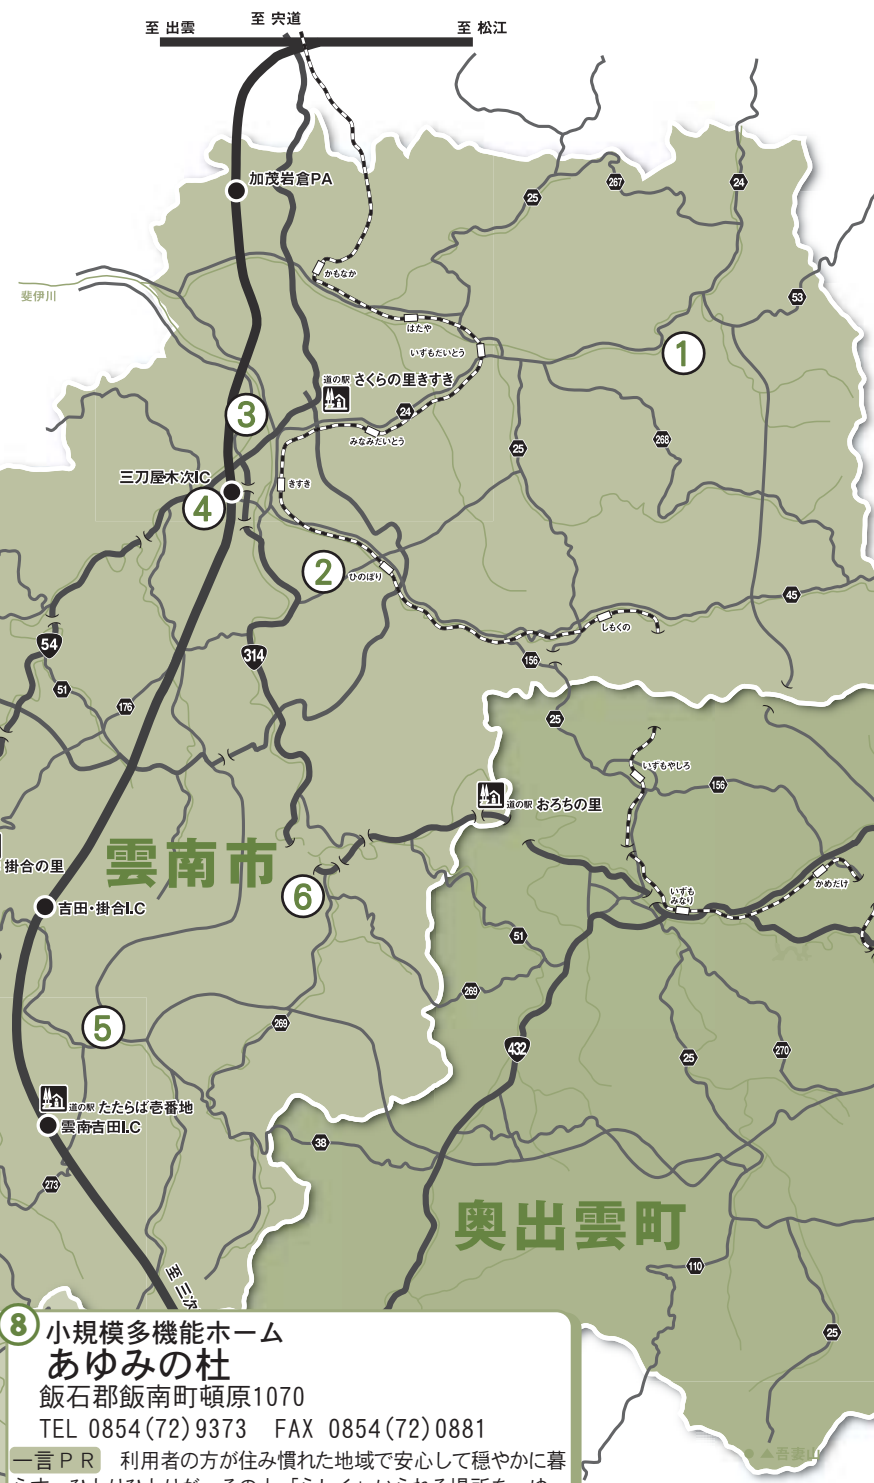 至 宍道
至 出雲
至 松江
加茂岩倉PA
267
24
25
かもなか
斐伊川
53
はたや
いずもだいとう
1
道の駅 さくらの里きすき
3
24
みなみだいとう
268
25
三刀屋木次IC
きすき
4
2
ひのぼり
45
しもくの
54
314
156
51
176
25
いずもやしろ
156
道の駅 おろちの里
雲南市
掛合の里
かめだけ
いずも
みなり
6
吉田・掛合I.C
51
269
5
269
432
25
270
道の駅 たたらば壱番地
雲南吉田I.C
38
273
奥出雲町
至 三次
110
25
8 小規模多機能ホーム
あゆみの杜
飯石郡飯南町頓原1070
TEL 0854(72)9373 FAX 0854(72)0881
▲吾妻山
一言ＰＲ 利用者の方が住み慣れた地域で安心して穏やかに暮